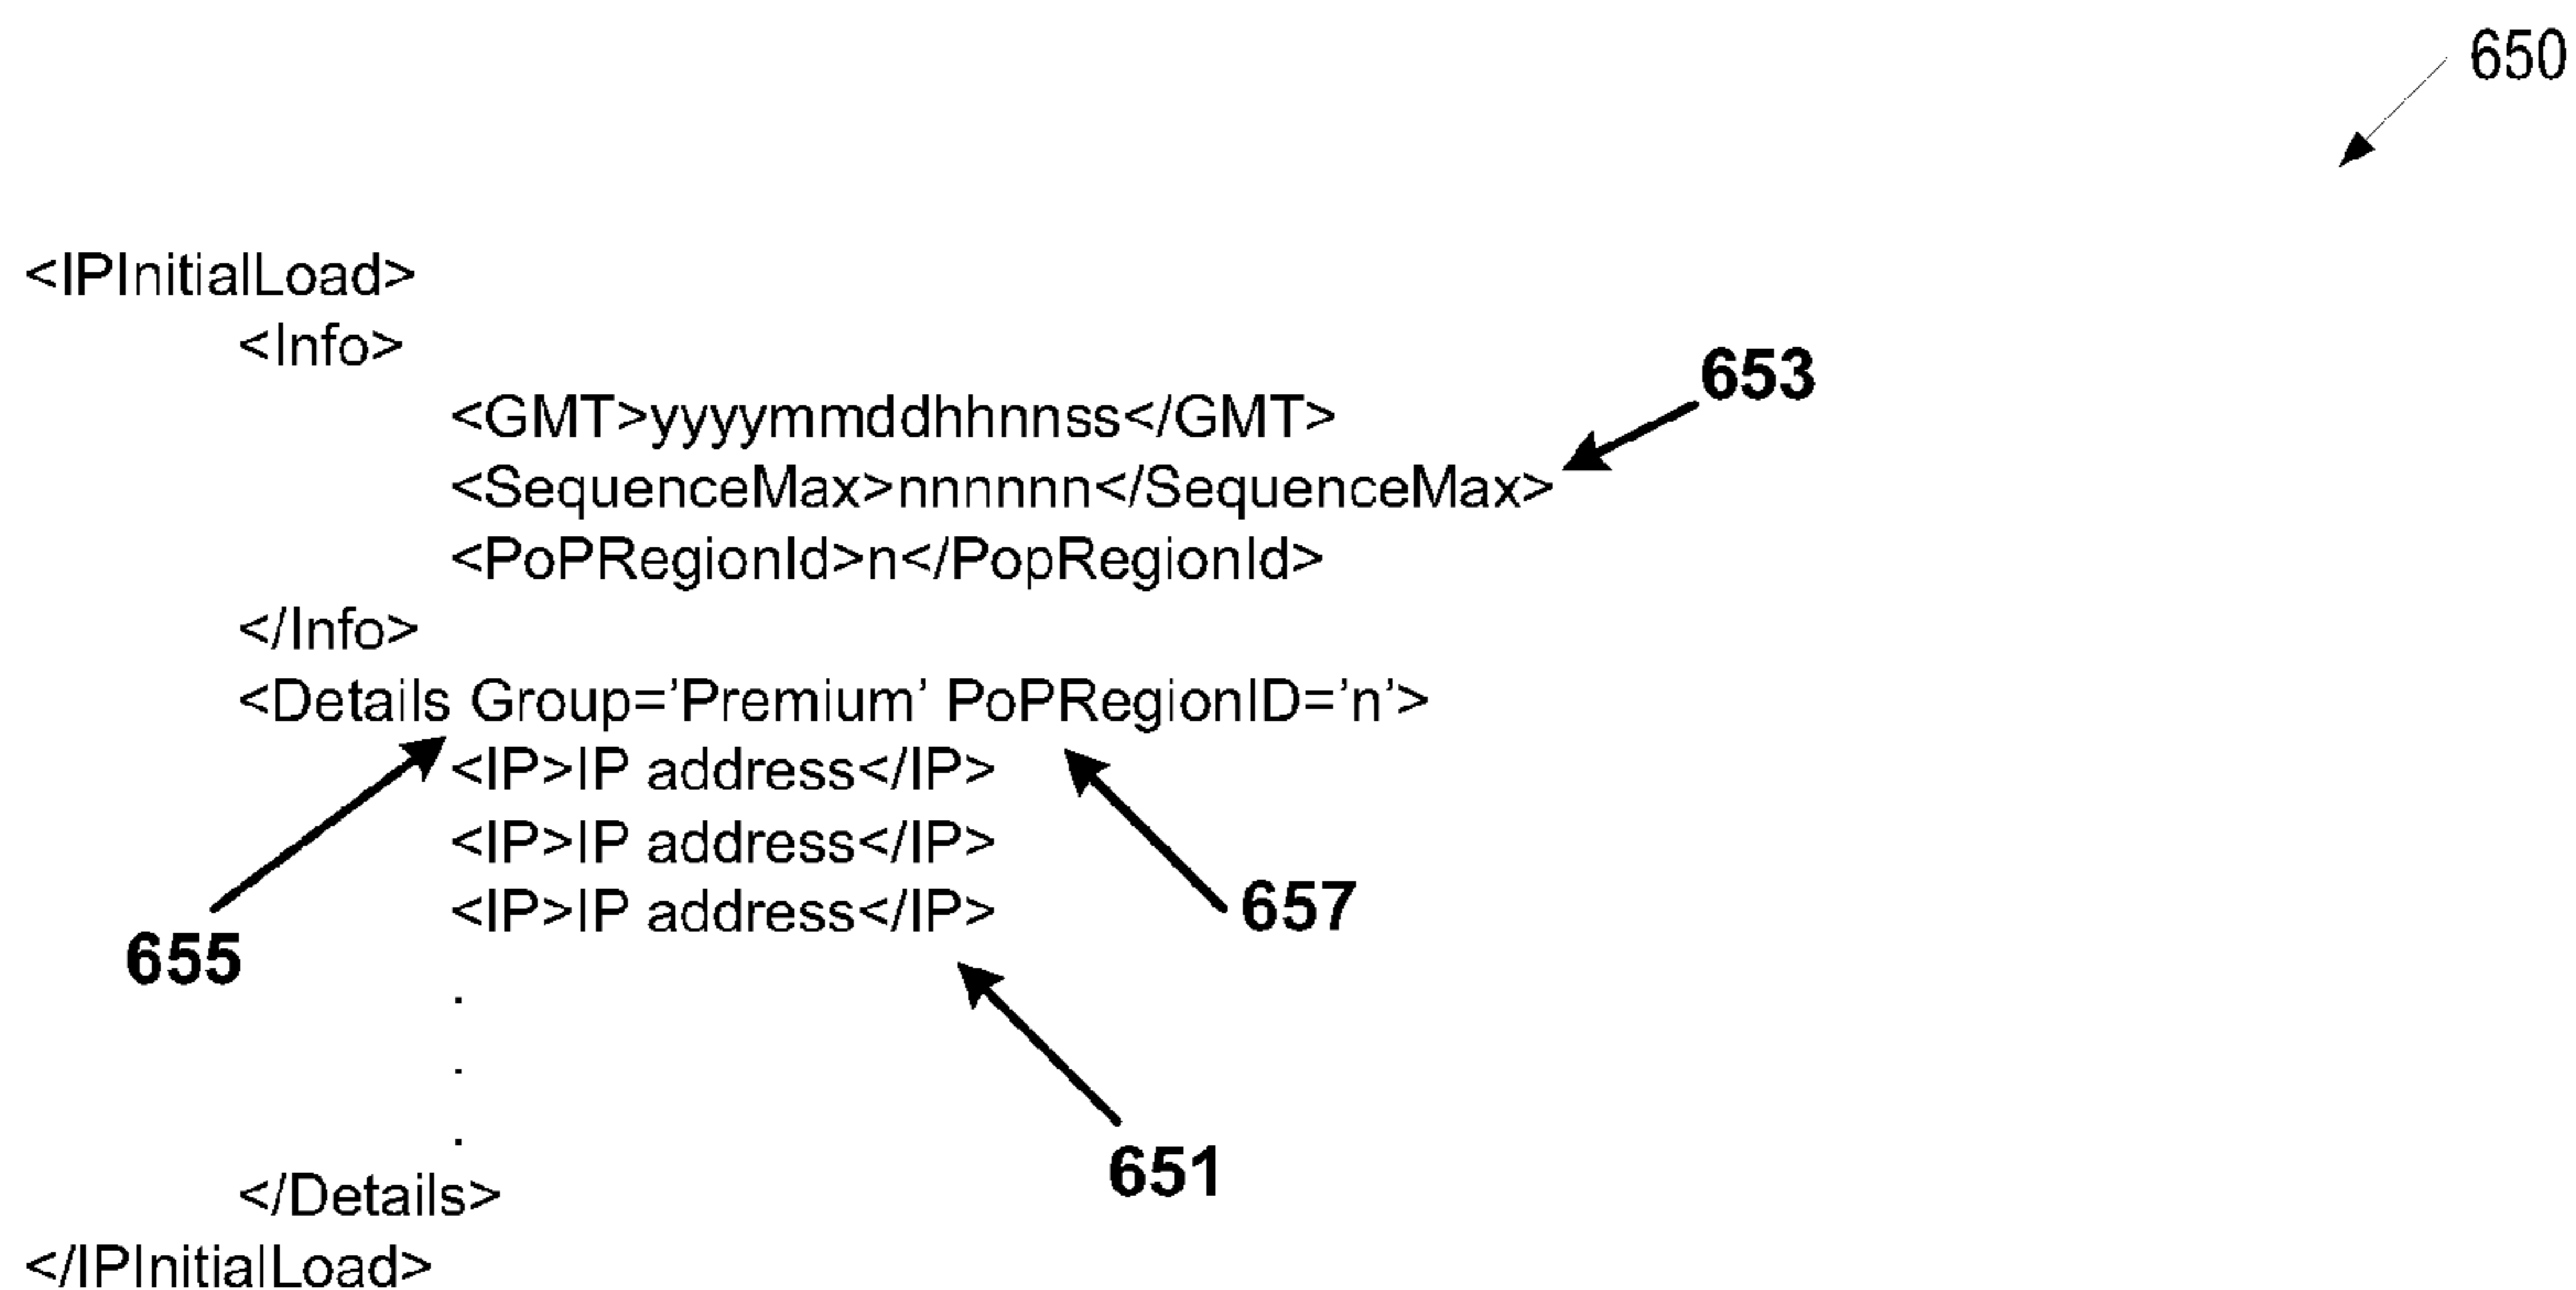 650
<IPInitialLoad>
<Info>
653
<GMT>yyyymmddhhnnss</GMT>
<SequenceMax>nnnnnn</SequenceMax>
<PoPRegionId>n</PopRegionId>
</Info>
<Details Group=’Premium’ PoPRegionID=’n’>
<IP>IP address</IP>
<IP>IP address</IP>
<IP>IP address</IP>
657
655
.
.
.
651
</Details>
</IPInitialLoad>